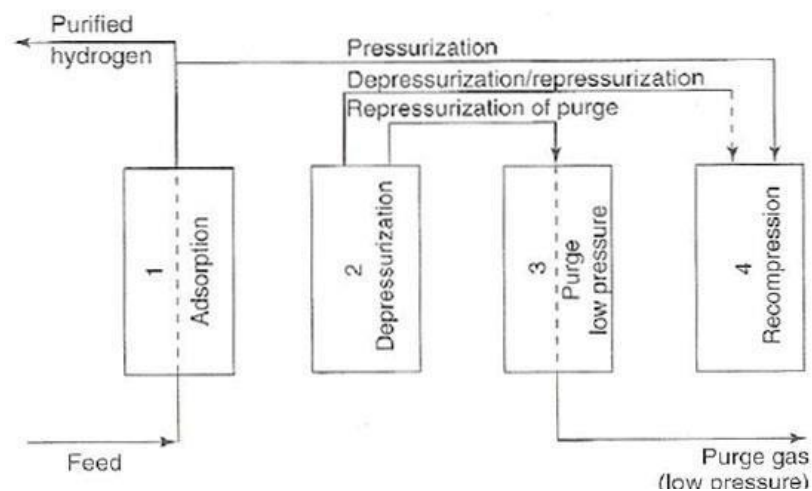 Purified
hydrogen
Pressurization
Depressurization/repressurization
Repressurization of purge
1
Adsorption
2
Depressurization
3
Purge
low pressure
4
Recompression
Feed
Purge gas
(low pressure)